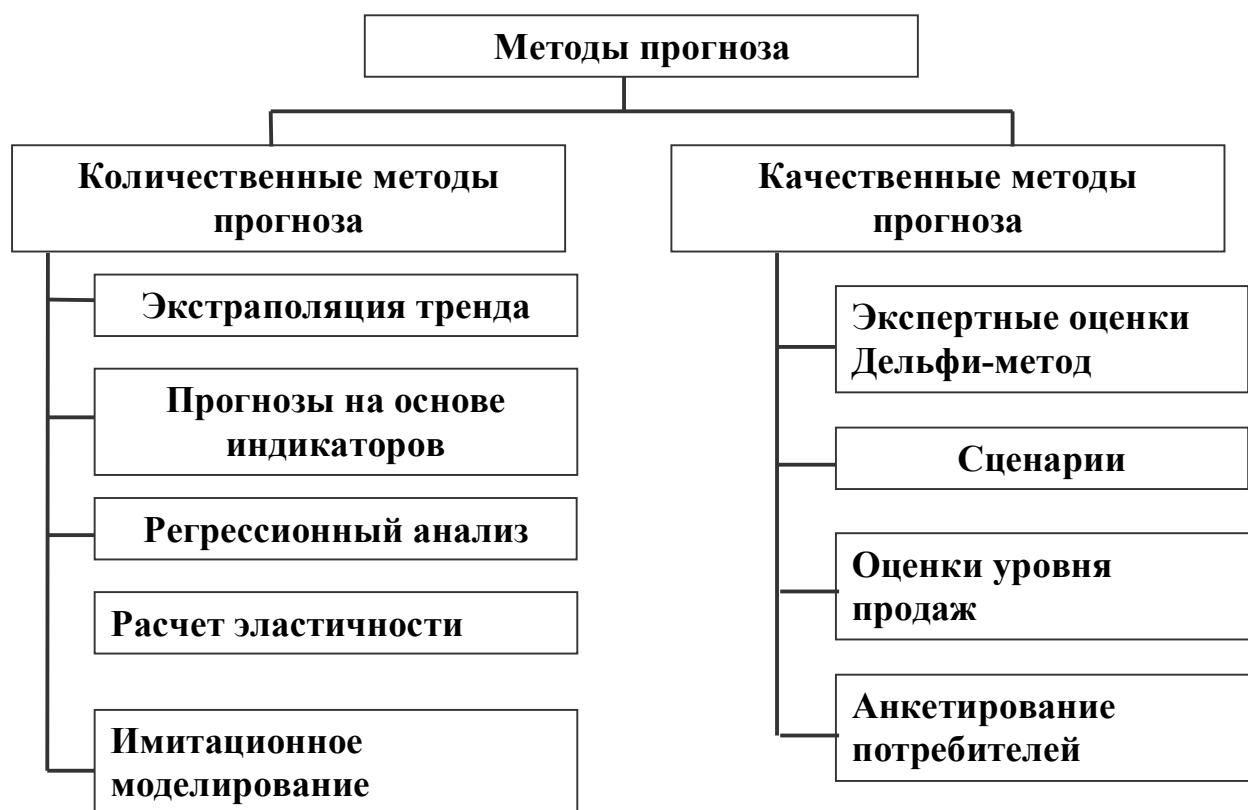 Методы прогноза
Количественные методы
прогноза
Экстраполяция тренда
Прогнозы на основе
индикаторов
Регрессионный анализ
Расчет эластичности
Имитационное
моделирование
Качественные методы
прогноза
Экспертные оценки
Дельфи-метод
Сценарии
Оценки уровня
продаж
Анкетирование
потребителей